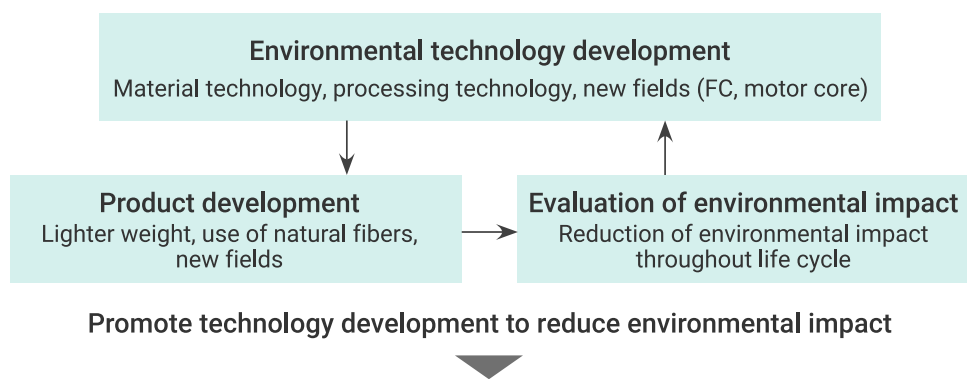 Environmental technology development
Material technology, processing technology, new fields (FC, motor core)
Product development
Lighter weight, use of natural fibers,
new fields
Evaluation of environmental impact
Reduction of environmental impact
throughout life cycle
Promote technology development to reduce environmental impact